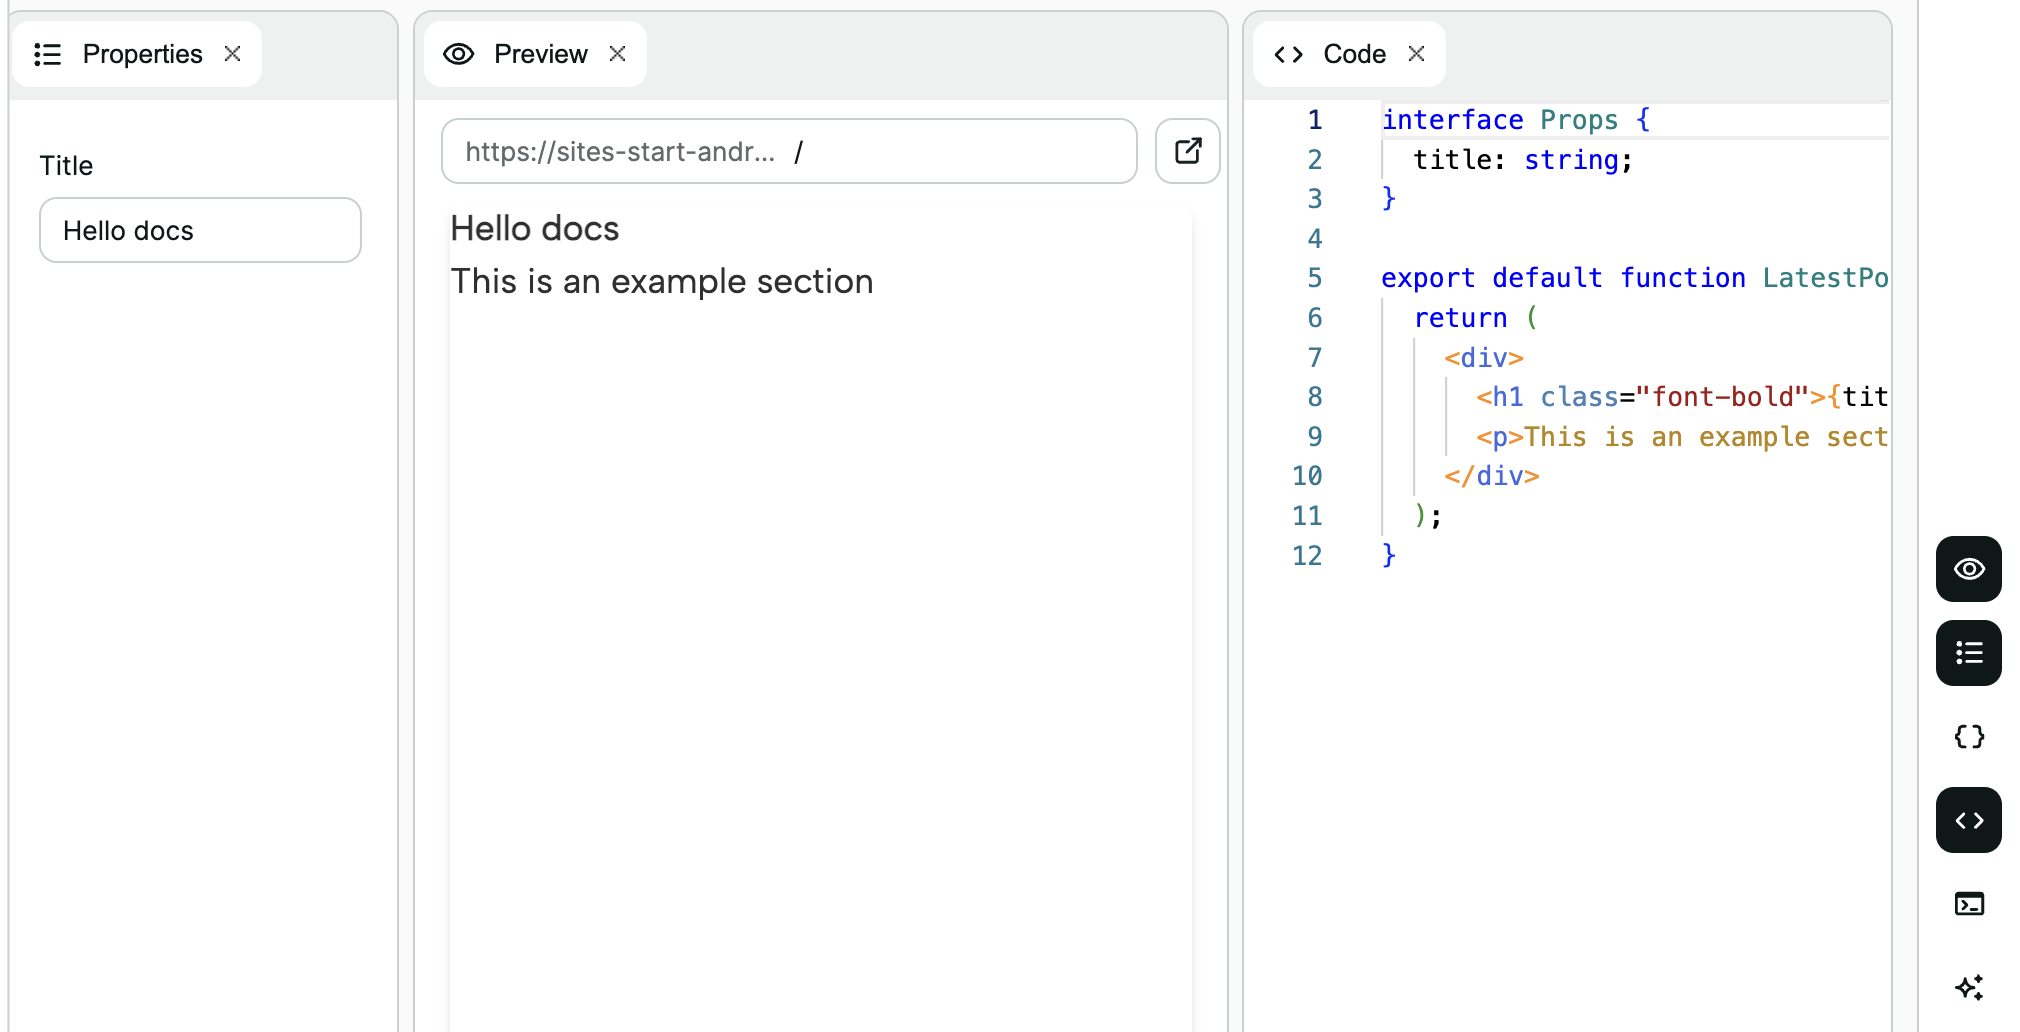 Properties
Title
Hello docs
Preview
https://sites-start-andr... /
Hello docs
This is an example section
Code
1 interface Props {
2   title: string;
3 }
4
5 export default function LatestPo
6   return (
7     <div>
8       <h1 class="font-bold">{tit
9       <p>This is an example sect
10     </div>
11   );
12 }